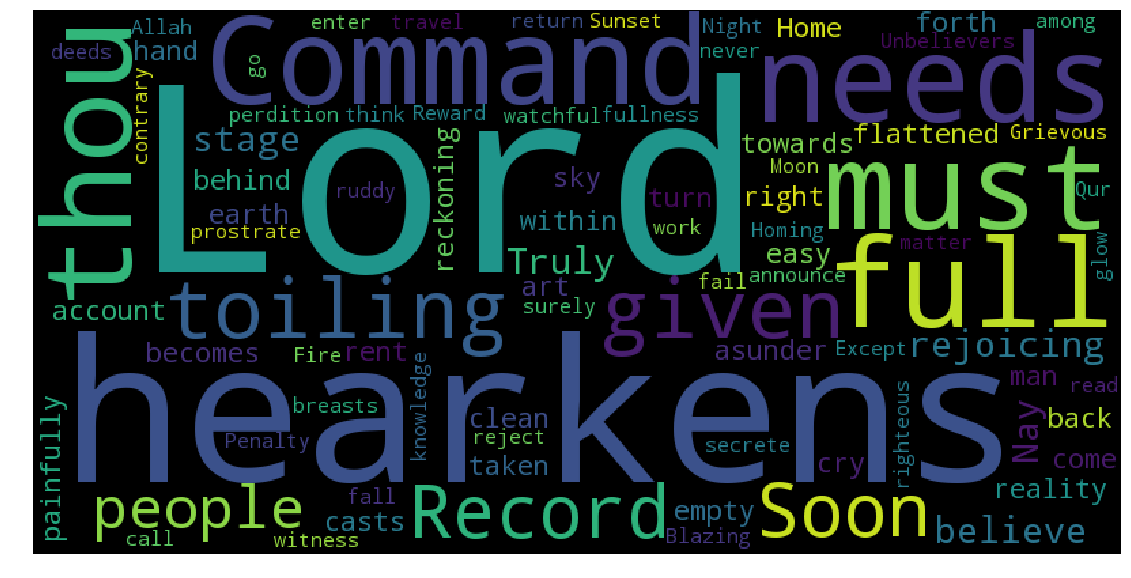 deeds
Allah
hand
enter
travel
return
Sunset
Night
never
Home
forth
Unbelievers
among
thou
contrary
go
Command
needs
Lord
perdition
think
Reward
watchful
fullness
towards
flattened
Grievous
stage
behind
ruddy
reckoning
sky
turn
Moon
right
must
Qur
earth
prostrate
within
work
Homing
easy
matter
glow
Truly
account
toiling
art
surely
given
fail
announce
full
becomes
Fire
rent
asunder
Except
rejoicing
hearkens
breasts
knowledge
clean
reject
Penalty
taken
secrete
cry
righteous
man
read
Nay
back
come
painfully
people
fall
casts
call
witness
Record
empty
Blazing
Soon
reality
believe